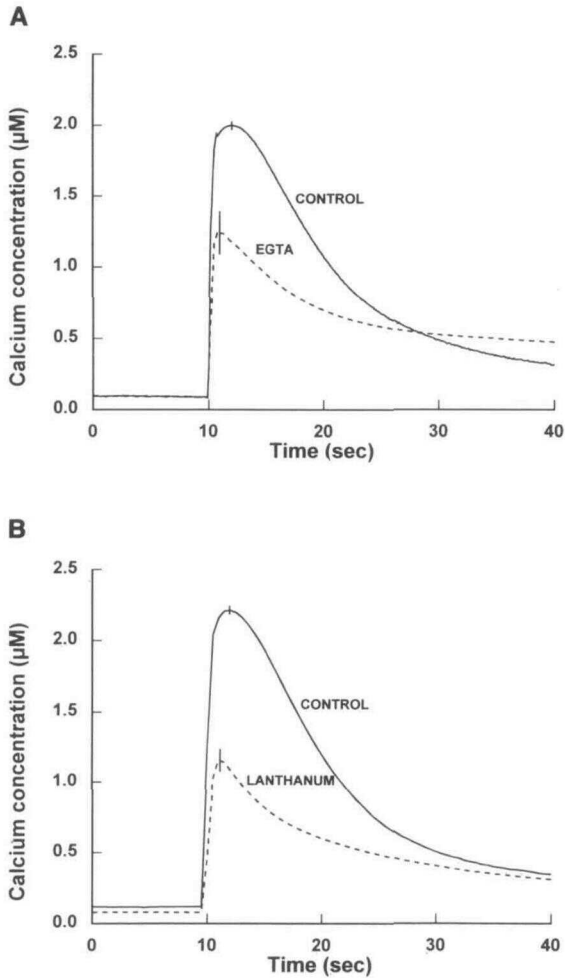 A
2.5
2.0
1.5
1.0
0.5
0.0
Calcium concentration (µM)
CONTROL
EGTA
0 10 20 30 40
Time (sec)
B
2.5
2.0
1.5
1.0
0.5
0.0
Calcium concentration (µM)
CONTROL
LANTHANUM
0 10 20 30 40
Time (sec)